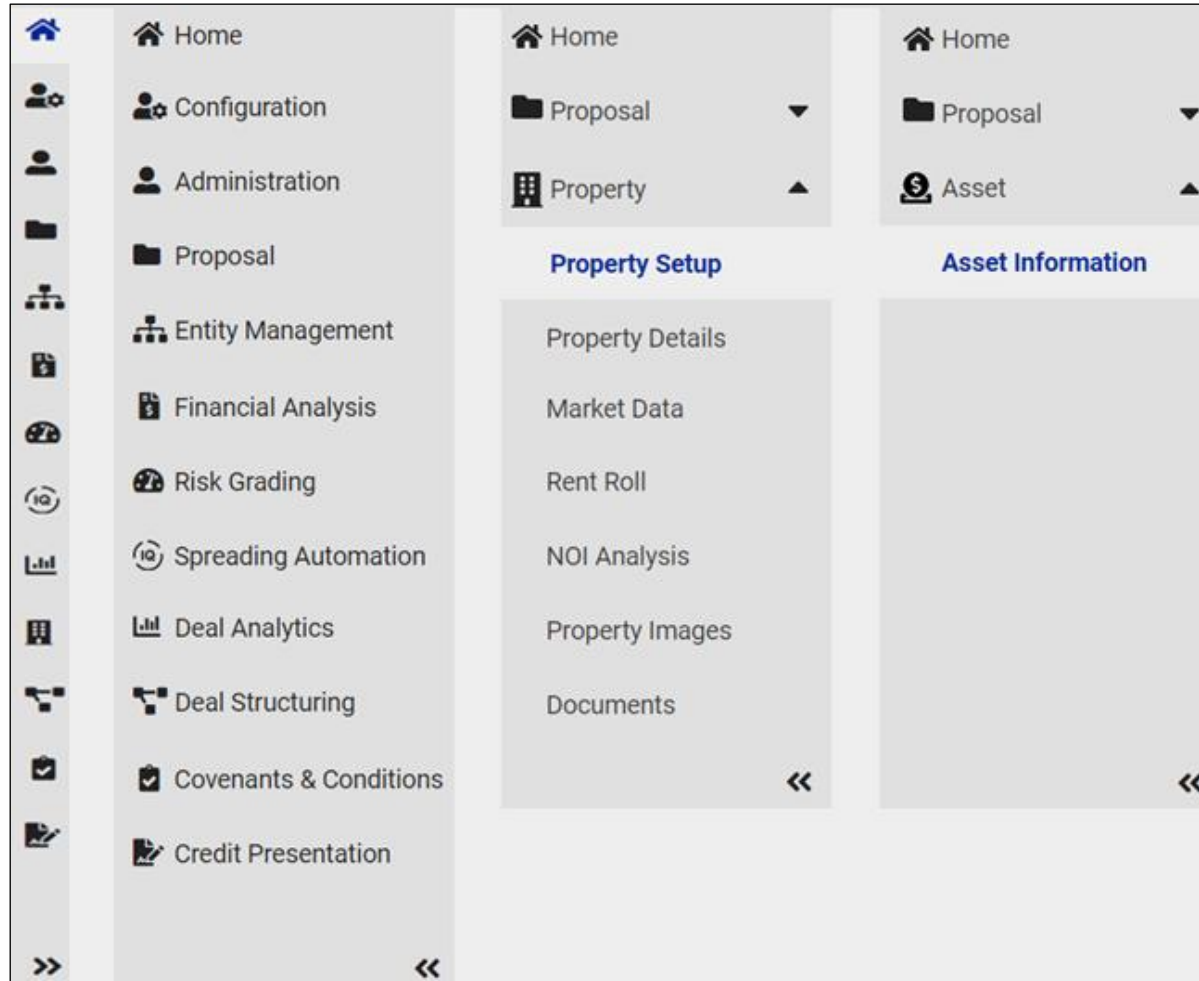 Home
Configuration
Administration
Proposal
Entity Management
Financial Analysis
Risk Grading
IQ
IQ Spreading Automation
Deal Analytics
Deal Structuring
Covenants & Conditions
Credit Presentation
Home
Proposal
Property
Property Setup
Property Details
Market Data
Rent Roll
NOI Analysis
Property Images
Documents
Home
Proposal
Asset
Asset Information